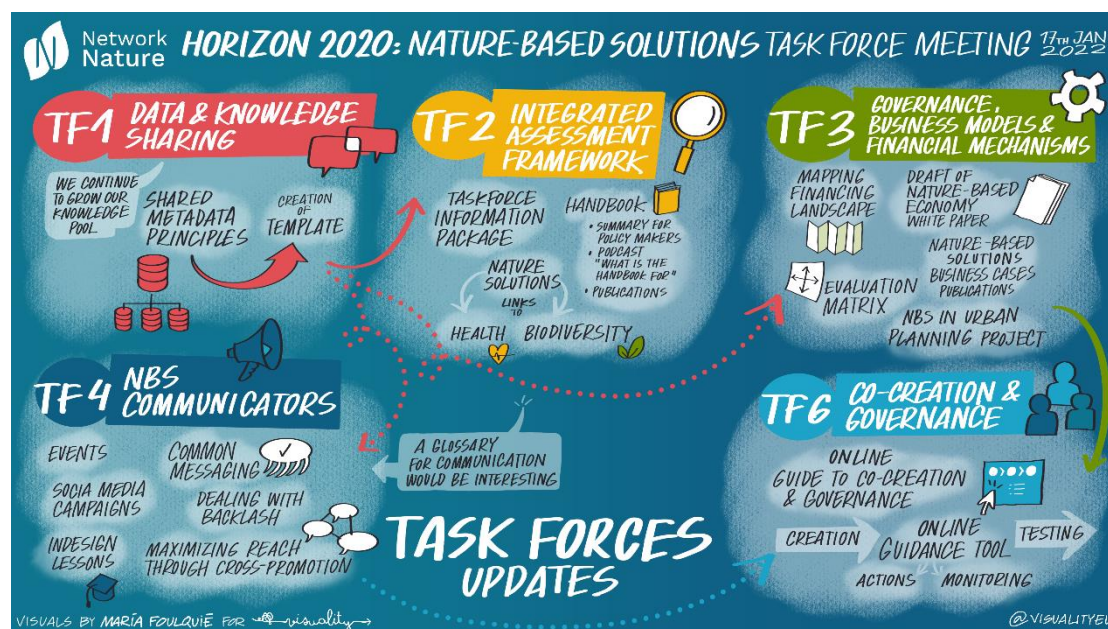 Network
Nature
HORIZON 2020: NATURE-BASED SOLUTIONS TASK FORCE MEETING 17TH JAN
2022
TF1 DATA & KNOWLEDGE
SHARING
WE CONTINUE
TO GROW OUR
KNOWLEDGE
POOL.
SHARED
METADATA
PRINCIPLES
CREATION
OF
TEMPLATE
TF2 INTEGRATED
ASSESSMENT
FRAMEWORK
TASKFORCE
INFORMATION
PACKAGE
HANDBOOK
• SUMMARY FOR
POLICY MAKERS
• PODCAST
"WHAT IS THE
HANDBOOK FOR"
• PUBLICATIONS
NATURE
SOLUTIONS
LINKS
TO
HEALTH
BIODIVERSITY
TF3 GOVERNANCE,
BUSINESS MODELS &
FINANCIAL MECHANISMS
MAPPING
FINANCING
LANDSCAPE
DRAFT OF
NATURE-BASED
ECONOMY
WHITE PAPER
EVALUATION
MATRIX
NATURE-BASED
SOLUTIONS
BUSINESS CASES
PUBLICATIONS
NBS IN URBAN
PLANNING PROJECT
TF4 NBS
COMMUNICATORS
EVENTS
SOCIA MEDIA
CAMPAIGNS
INDESIGN
LESSONS
COMMON
MESSAGING
DEALING WITH
BACKLASH
MAXIMIZING REACH
THROUGH CROSS-PROMOTION
A GLOSSARY
FOR COMMUNICATION
WOULD BE INTERESTING
TASK FORCES
UPDATES
TF6 CO-CREATION &
GOVERNANCE
ONLINE
GUIDE TO CO-CREATION
& GOVERNANCE
CREATION
ONLINE
GUIDANCE TOOL
TESTING
ACTIONS
MONITORING
VISUALS BY MARÍA FOULQUIÉ FOR visuality
@VISUALITYEU